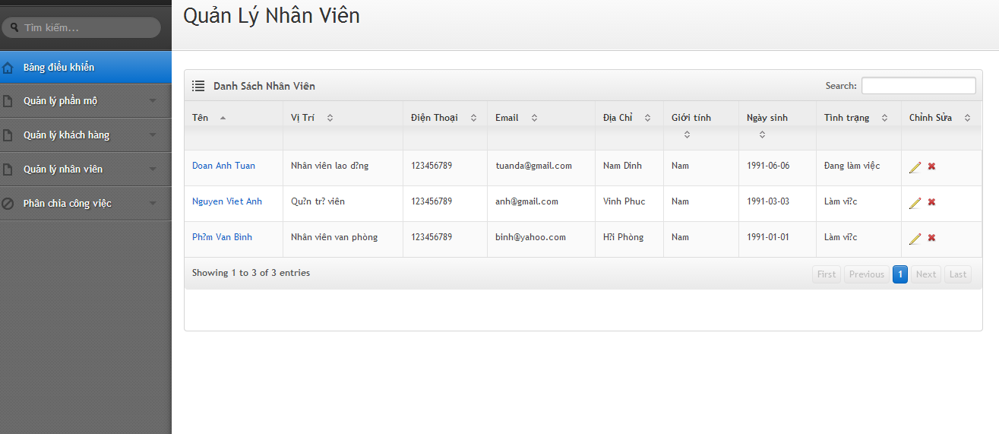 Quản Lý Nhân Viên
Tìm kiếm...
Bảng điều khiển
Quản lý phần mộ
Quản lý khách hàng
Quản lý nhân viên
Phân chia công việc
Danh Sách Nhân Viên Search:
Tên Vị Trí Điện Thoại Email Địa Chỉ Giới tính Ngày sinh Tình trạng Chỉnh Sửa
Doan Anh Tuan Nhân viên lao d?ng 123456789 tuanda@gmail.com Nam Dinh Nam 1991-06-06 Đang làm việc
Nguyen Viet Anh Qu?n tr? viên 123456789 anh@gmail.com Vinh Phuc Nam 1991-03-03 Làm vi?c
Ph?m Van Bình Nhân viên van phòng 123456789 binh@yahoo.com H?i Phòng Nam 1991-01-01 Làm vi?c
Showing 1 to 3 of 3 entries First Previous 1 Next Last